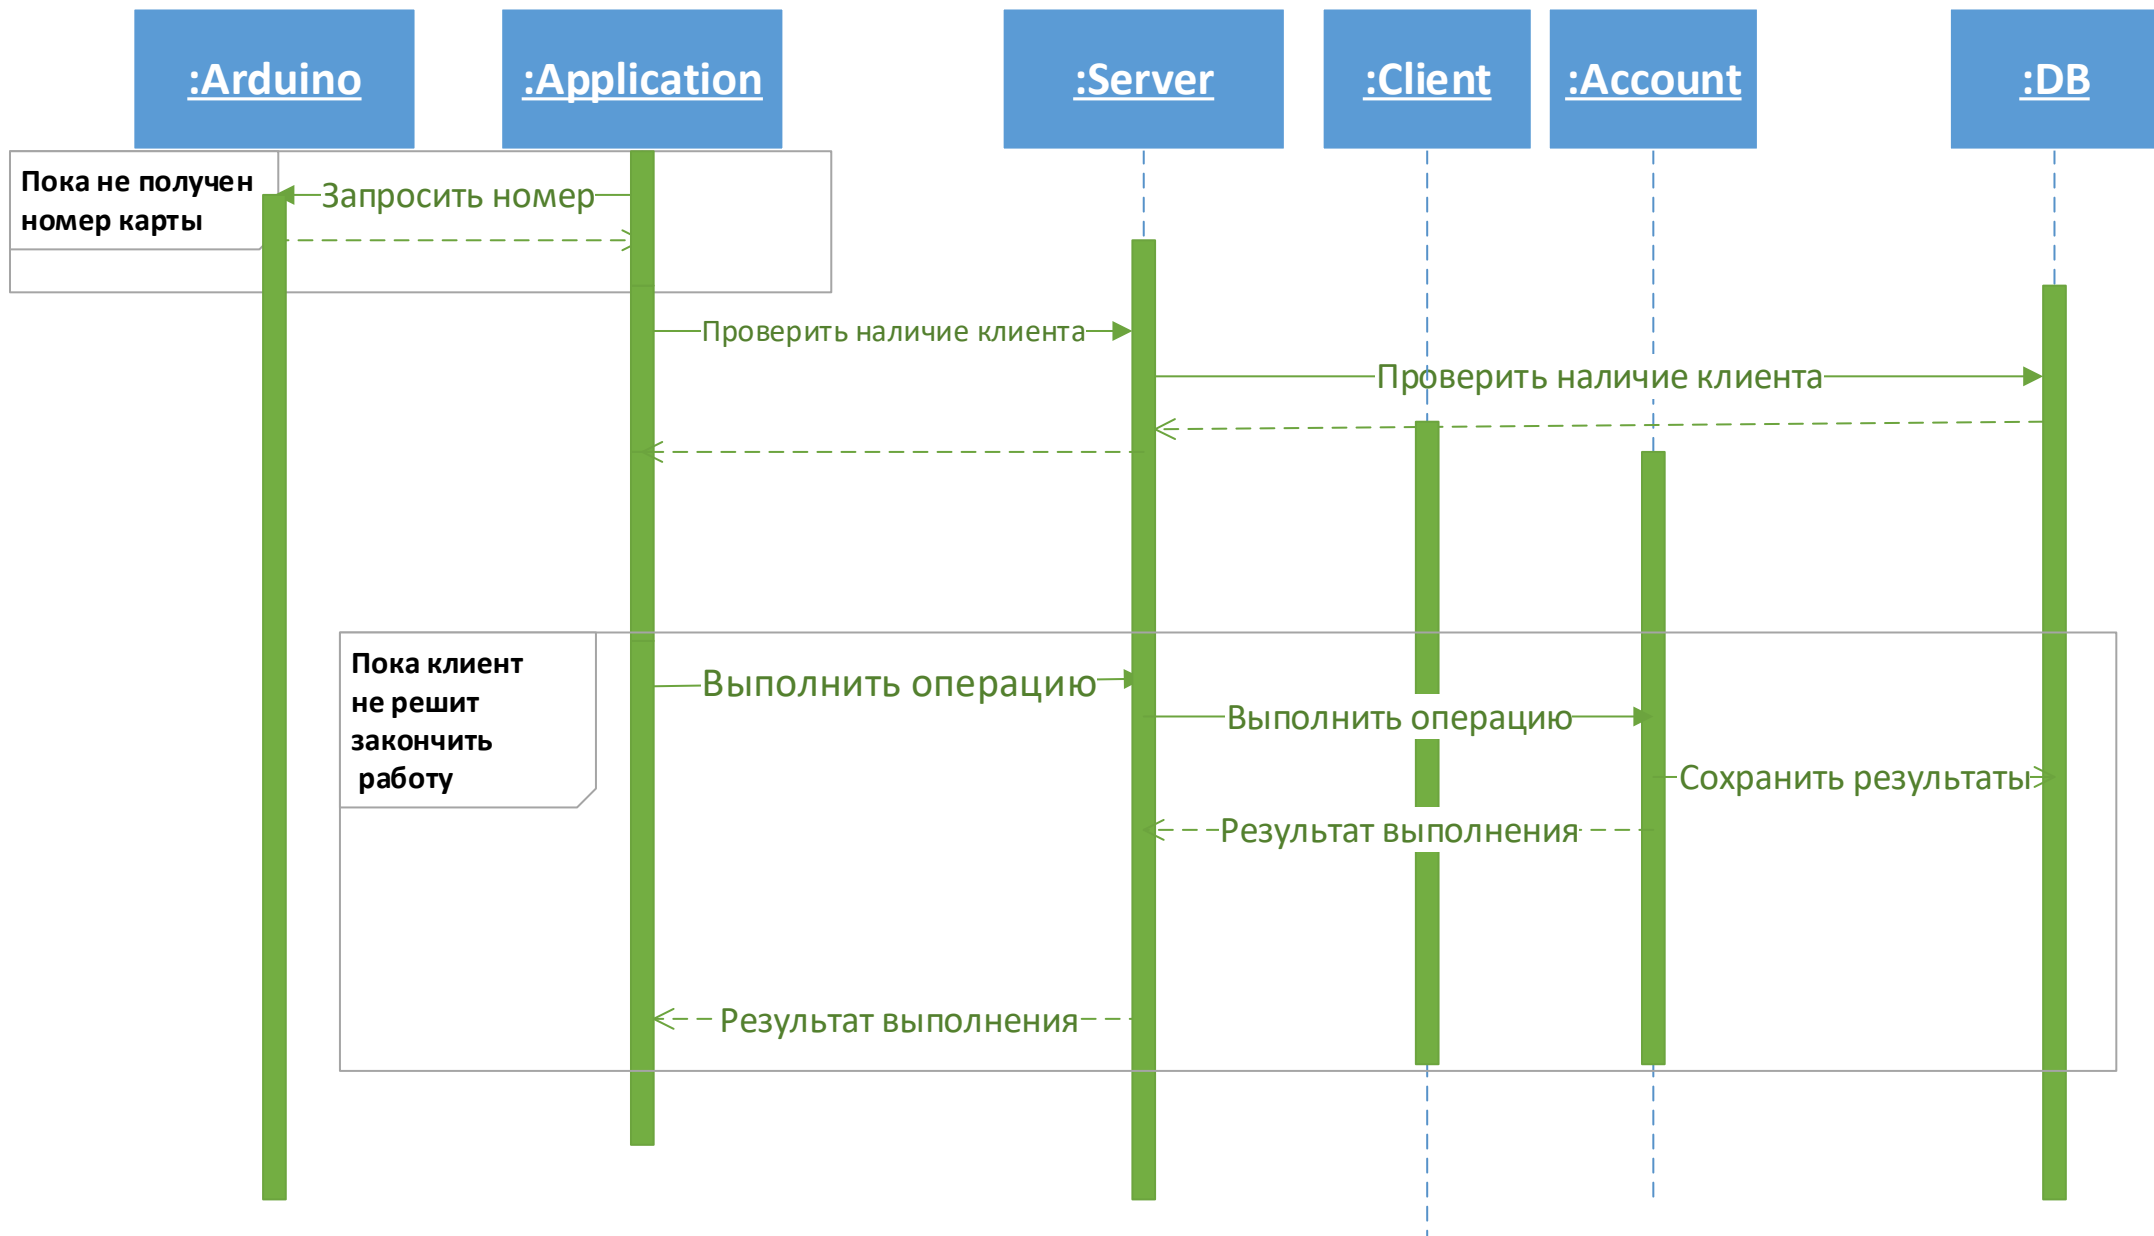 :Arduino
:Application
:Server
:Client
:Account
:DB
Пока не получен
номер карты
Запросить номер
Проверить наличие клиента
Проверить наличие клиента
Пока клиент
не решит
закончить
работу
Выполнить операцию
Выполнить операцию
Сохранить результаты
Результат выполнения
Результат выполнения